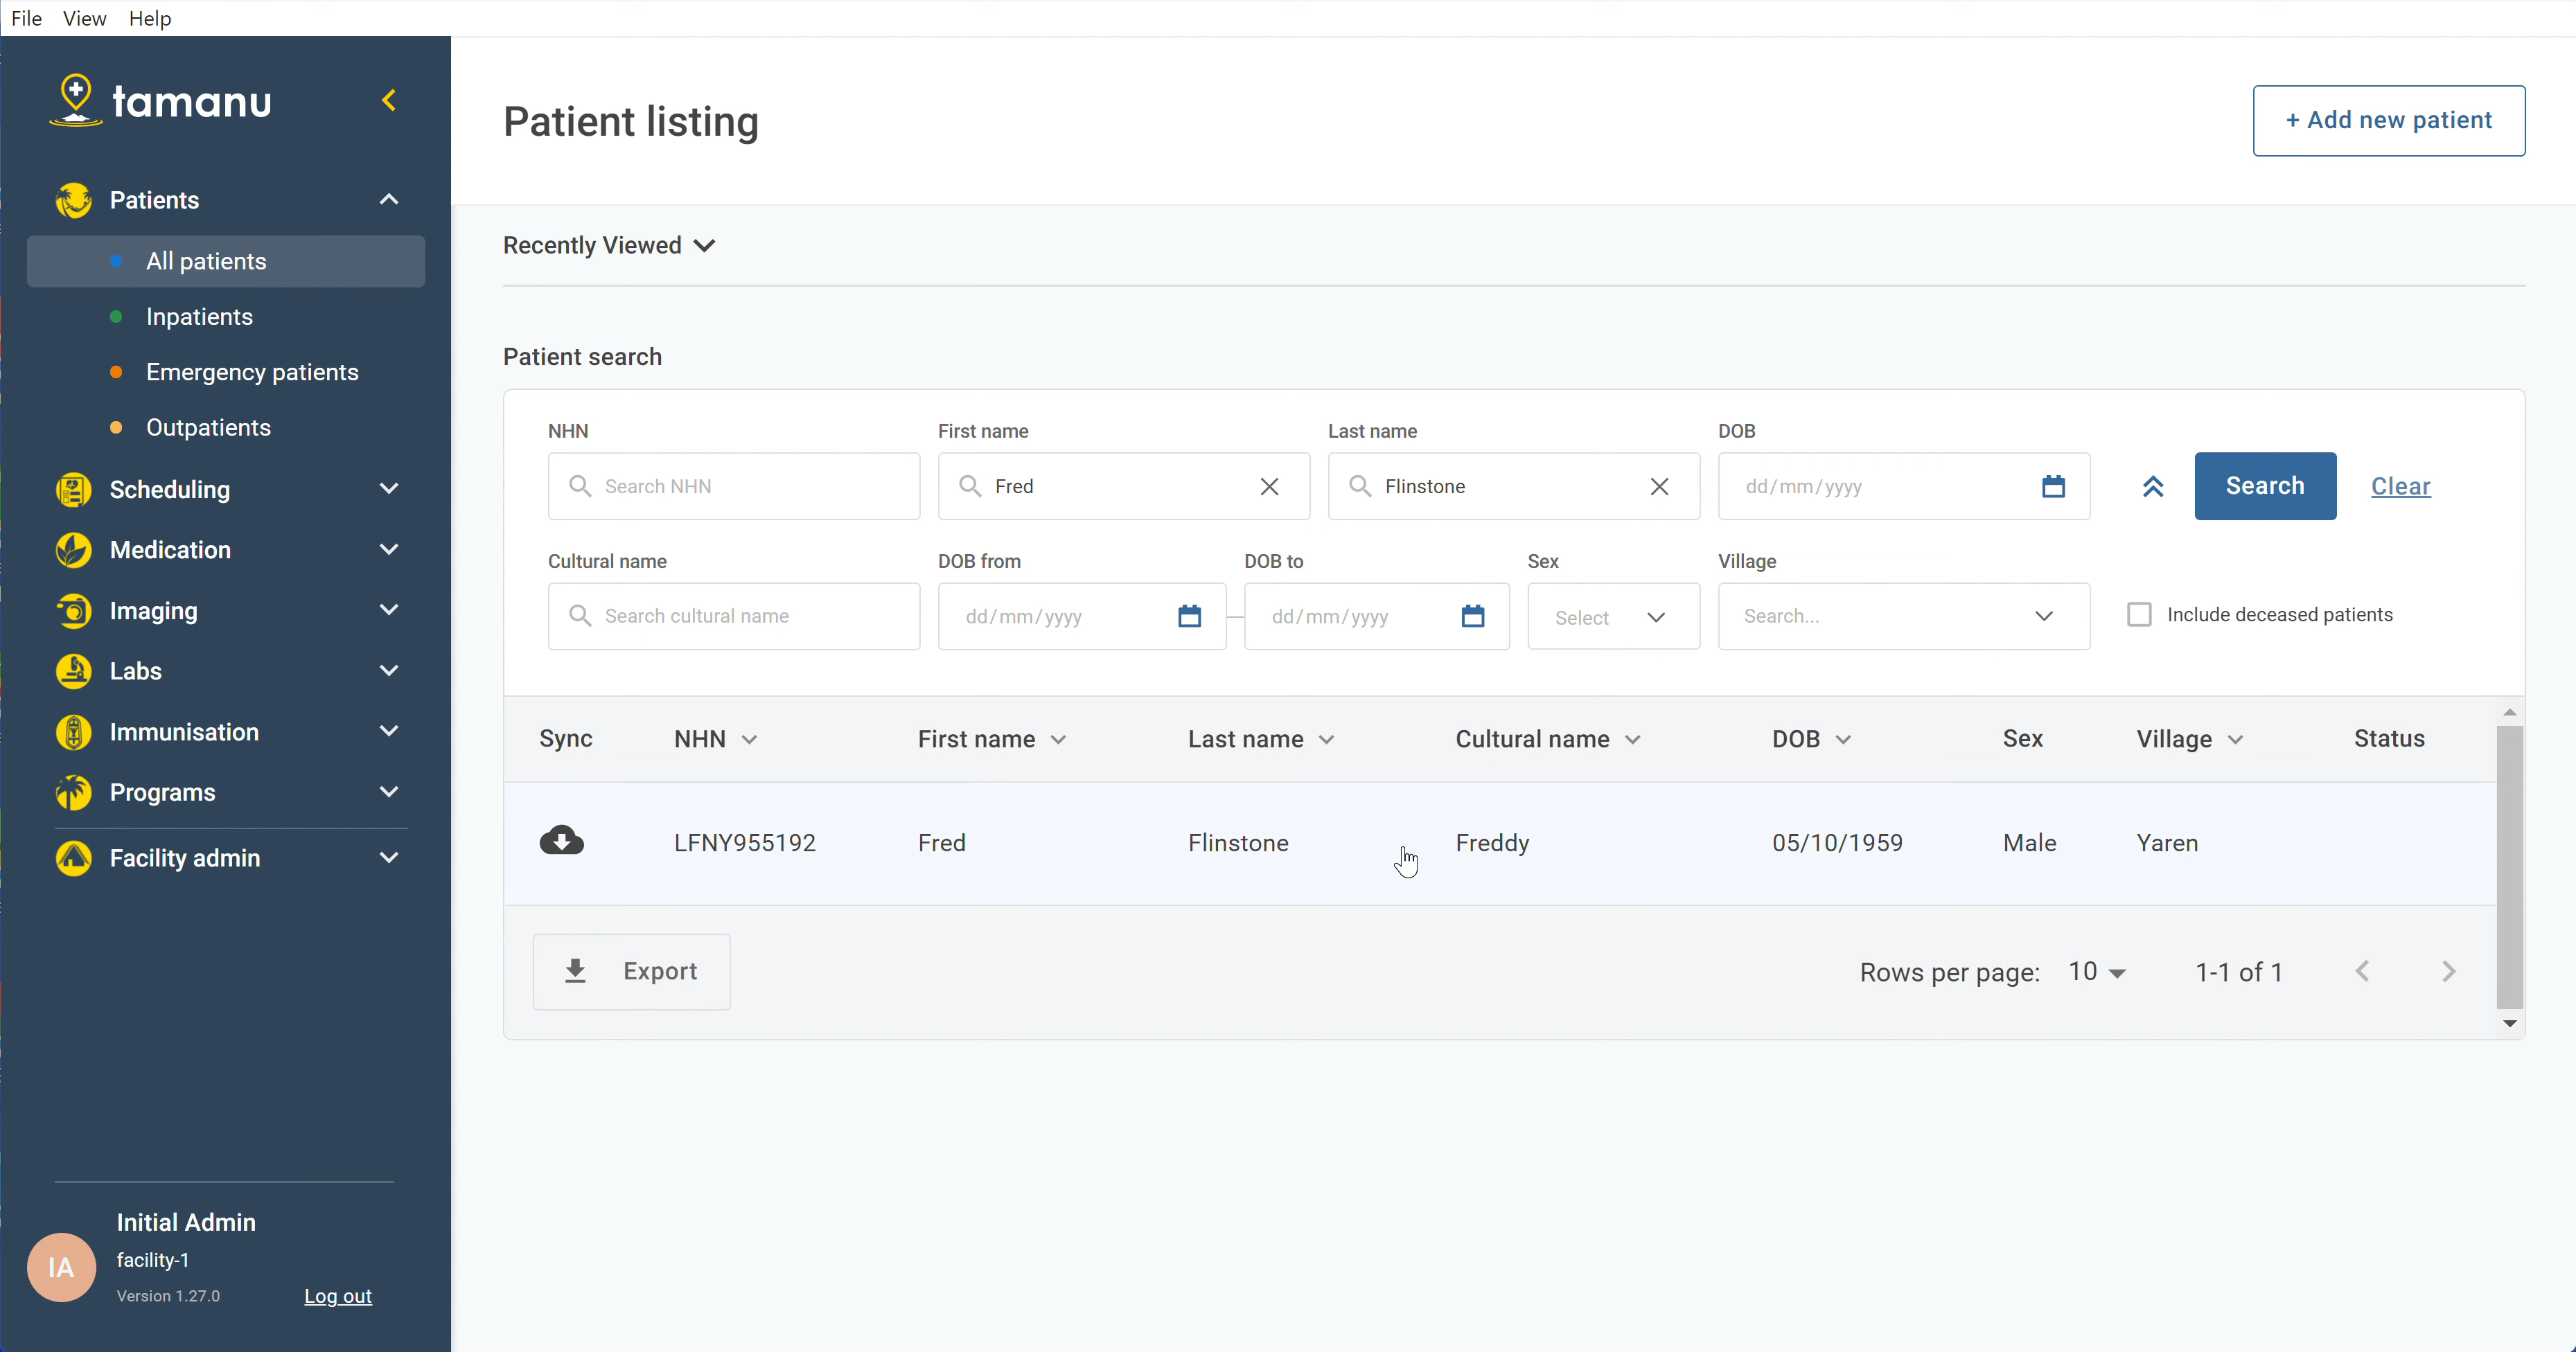 File View Help
tamanu
Patients
All patients
Inpatients
Emergency patients
Outpatients
Scheduling
Medication
Imaging
Labs
Immunisation
Programs
Facility admin
IA
Initial Admin
facility-1
Version 1.27.0
Log out
Patient listing
+ Add new patient
Recently Viewed
Patient search
NHN First name Last name DOB
Search NHN Fred Flinstone dd/mm/yyyy Search Clear
Cultural name DOB from DOB to Sex Village
Search cultural name dd/mm/yyyy dd/mm/yyyy Select Search... Include deceased patients
Sync NHN First name Last name Cultural name DOB Sex Village Status
LFNY955192 Fred Flinstone Freddy 05/10/1959 Male Yaren
Export Rows per page: 10 1-1 of 1